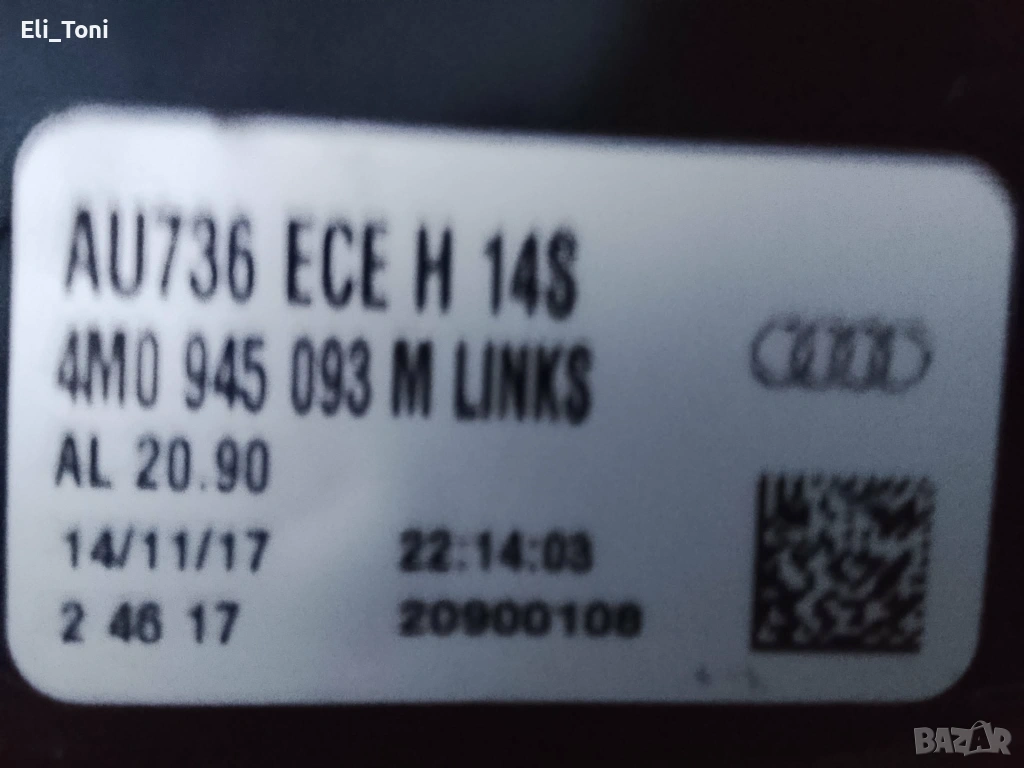 Eli_Toni
AU736 ECE H 14S
4M0 945 093 M LINKS
AL 20.90
14/11/17 22:14:03
2 46 17 20900108
BAZAR